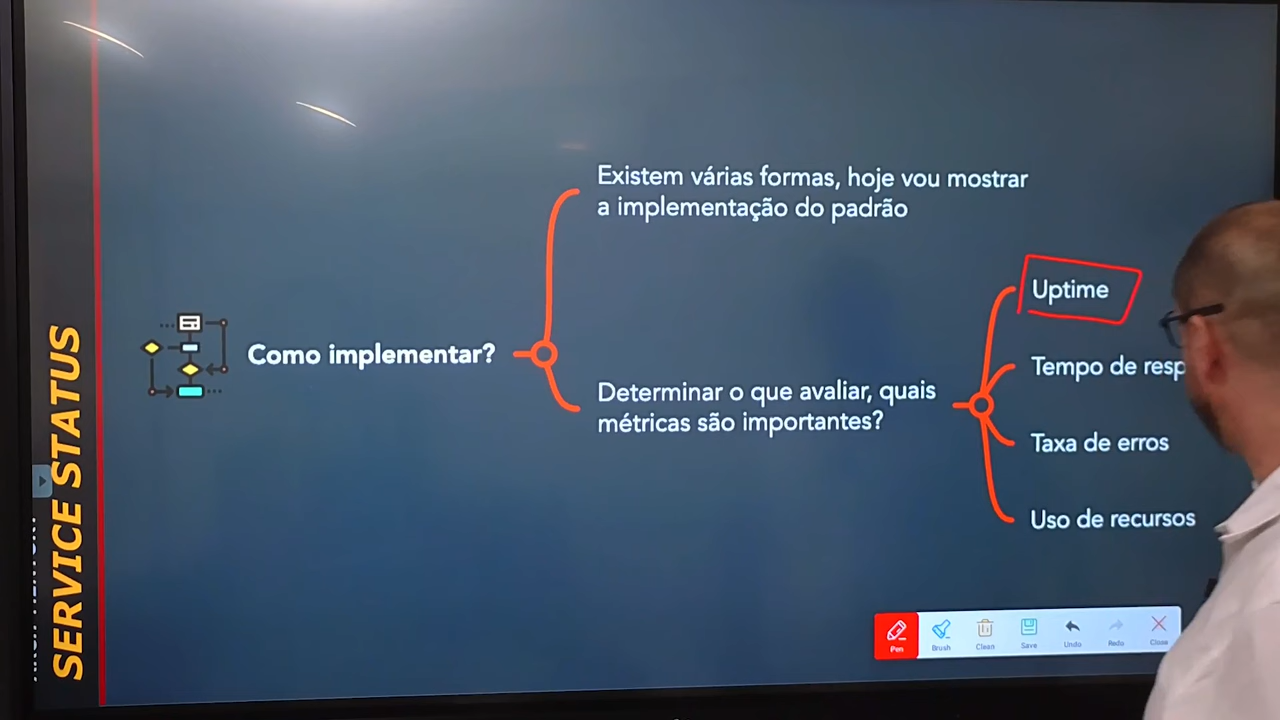 SERVICE STATUS
Como implementar?
Existem várias formas, hoje vou mostrar
a implementação do padrão
Determinar o que avaliar, quais
métricas são importantes?
Uptime
Tempo de
Taxa de erros
Uso de recursos
Pen
Brush
Clean
Save
Undo
Redo
Close